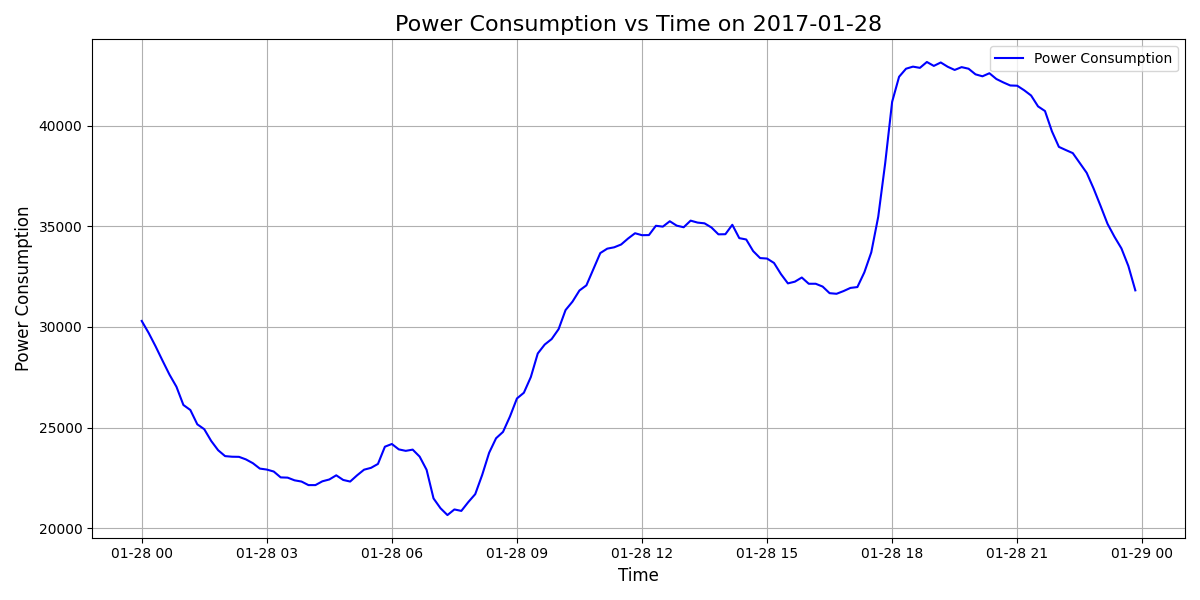 Power Consumption vs Time on 2017-01-28
Power Consumption
Power Consumption
40000
35000
30000
25000
20000
01-28 00 01-28 03 01-28 06 01-28 09 01-28 12 01-28 15 01-28 18 01-28 21 01-29 00
Time